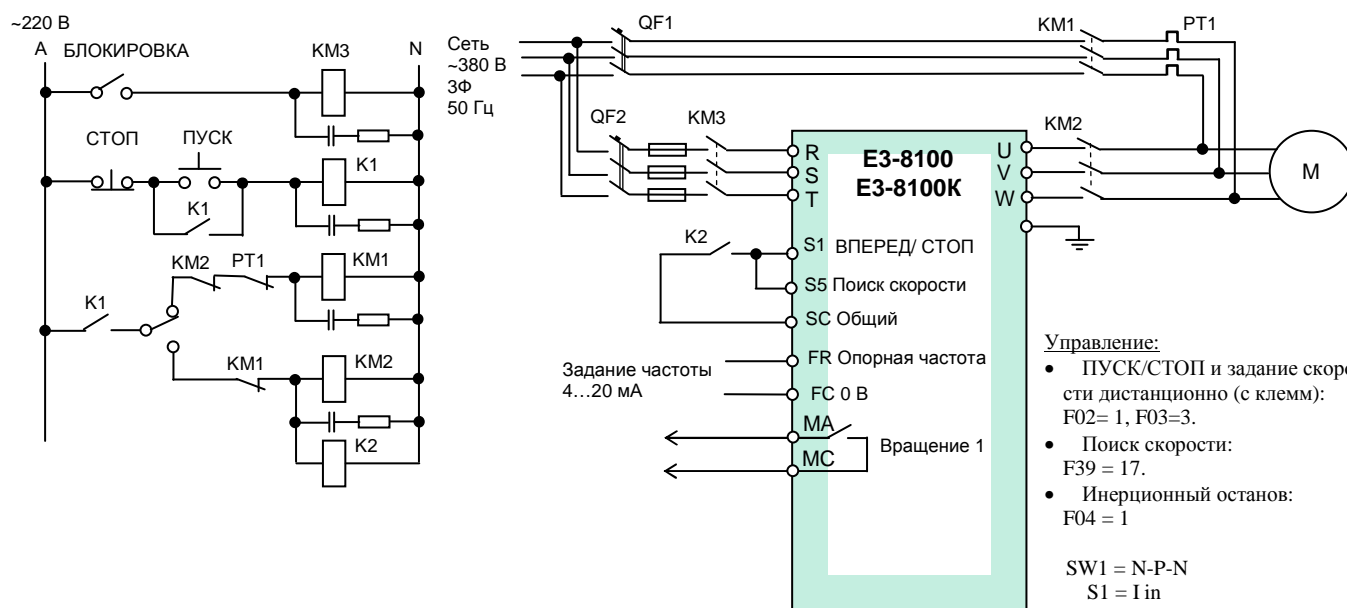 ~220 В
A
БЛОКИРОВКА
KM3
N
СТОП
ПУСК
K1
K1
KM2
PT1
KM1
K1
KM1
KM2
K2
Сеть
~380 В
3Ф
50 Гц
QF1
KM1
PT1
QF2
KM3
KM2
R
S
T
E3-8100
E3-8100К
U
V
W
M
K2
S1 ВПЕРЕД/ СТОП
S5 Поиск скорости
SC Общий
Задание частоты
4…20 мА
FR Опорная частота
FC 0 В
MA
MC
Вращение 1
Управление:
• ПУСК/СТОП и задание скоро
сти дистанционно (с клемм):
F02= 1, F03=3.
• Поиск скорости:
F39 = 17.
• Инерционный останов:
F04 = 1
SW1 = N-P-N
S1 = I in